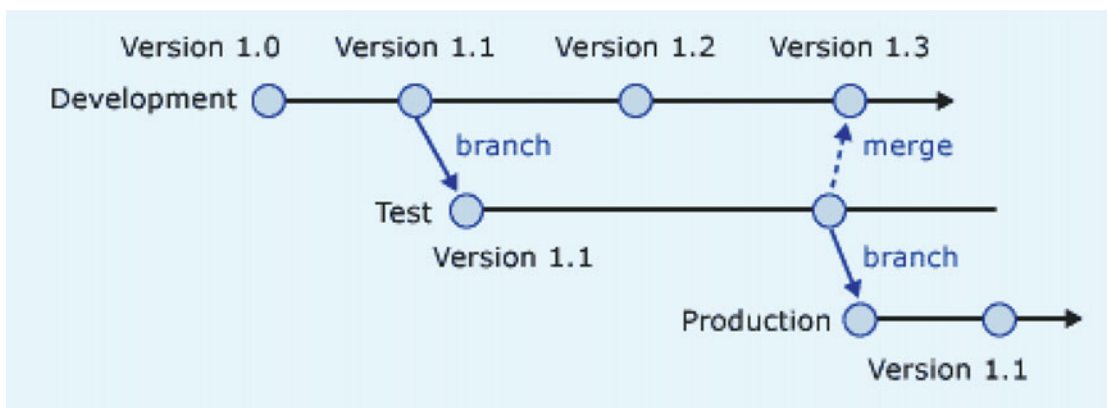 Version 1.0 Version 1.1 Version 1.2 Version 1.3
Development
branch merge
Test
Version 1.1 branch
Production
Version 1.1